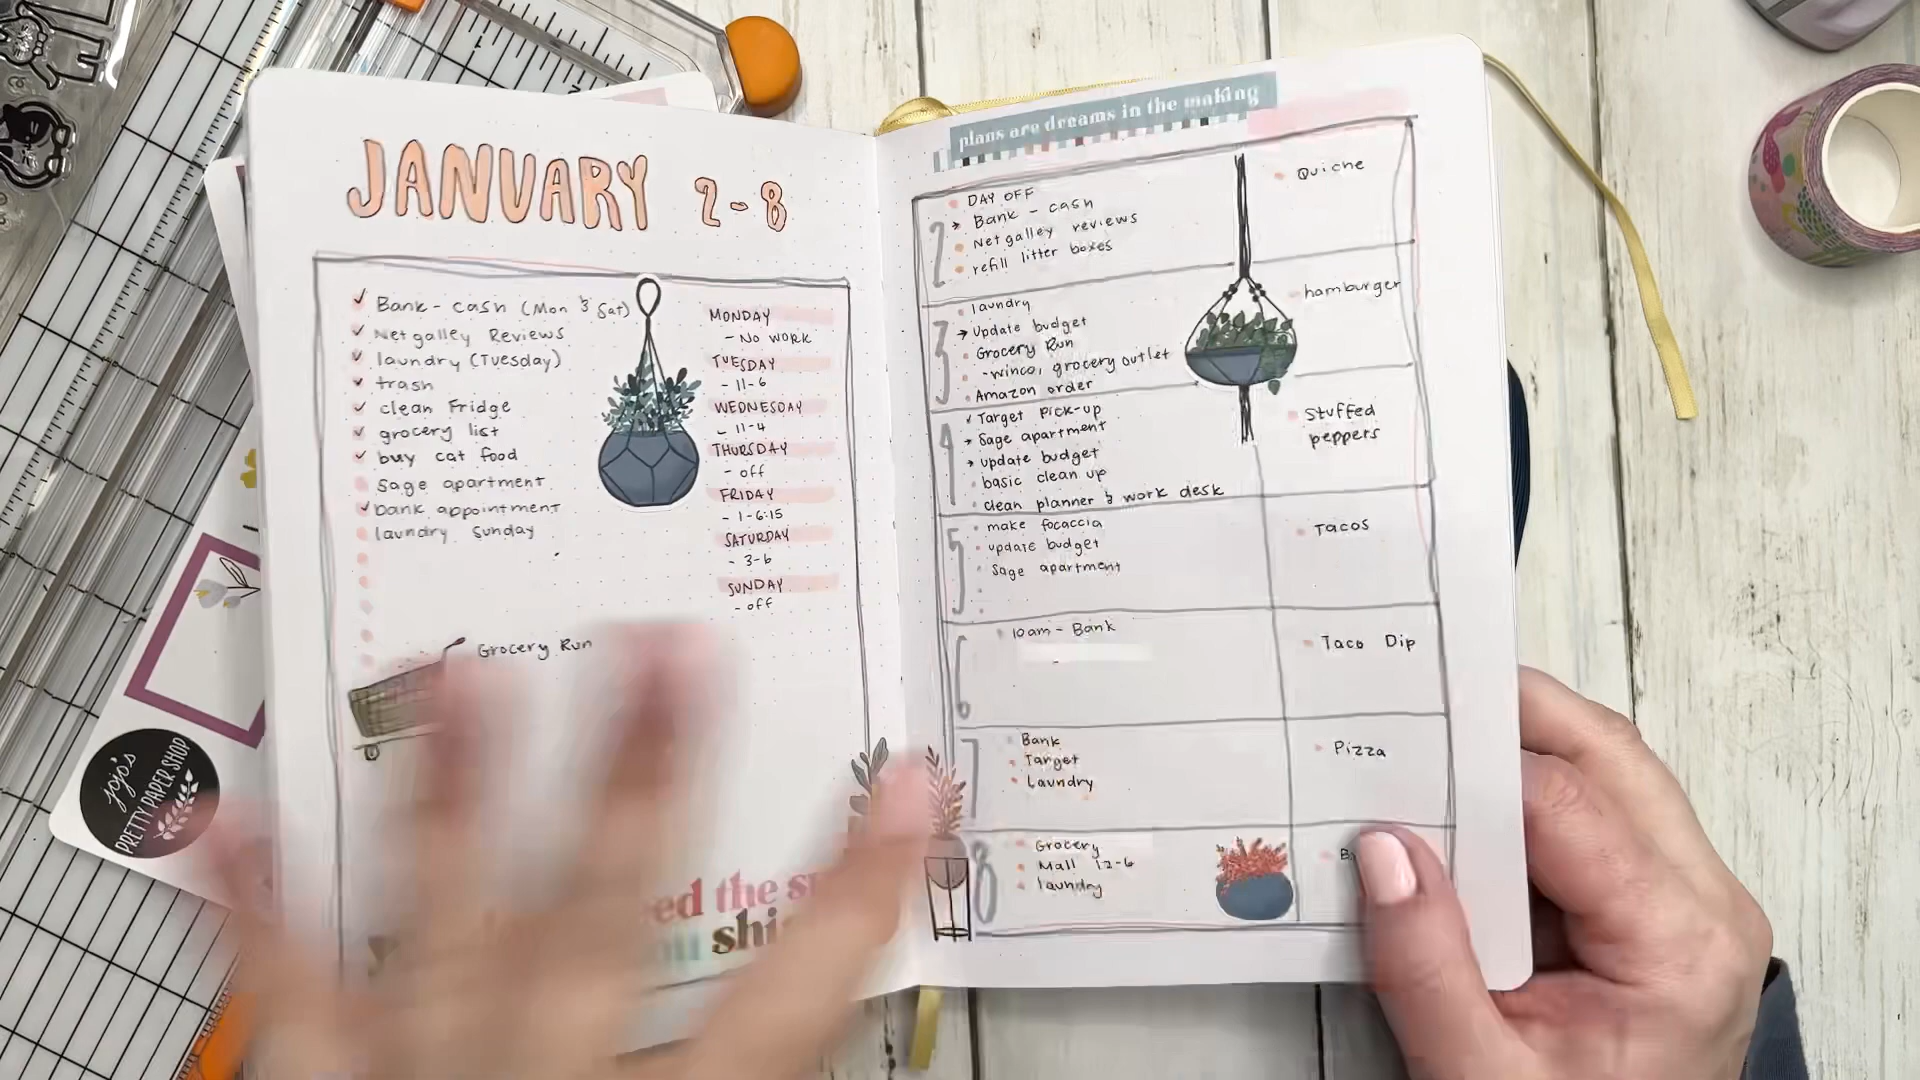 JANUARY 2-8
✓ Bank - cash (Mon & Sat)
✓ Netgalley Reviews
✓ laundry (Tuesday)
✓ trash
✓ clean Fridge
✓ grocery list
✓ buy cat food
Sage apartment
✓ bank appointment
laundry Sunday
MONDAY
- NO WORK
TUESDAY
- 11-6
WEDNESDAY
- 11-4
THURSDAY
- off
FRIDAY
- 1-6:15
SATURDAY
- 3-6
SUNDAY
- off
Grocery Run
the
plans are dreams in the making
2
DAY OFF
Bank - cash
Netgalley reviews
refill litter boxes
Quiche
3
laundry
→ Update budget
Grocery Run
- winco, grocery outlet
Amazon order
hamburger
4
✓ Target Pick-up
→ Sage apartment
→ update budget
basic clean up
clean planner & work desk
Stuffed
peppers
5
make focaccia
update budget
Sage apartment
Tacos
6
10am - Bank
Taco Dip
7
Bank
Target
Laundry
Pizza
8
Grocery
Mall 12-6
laundry
jojo's
PRETTY PAPER SHOP